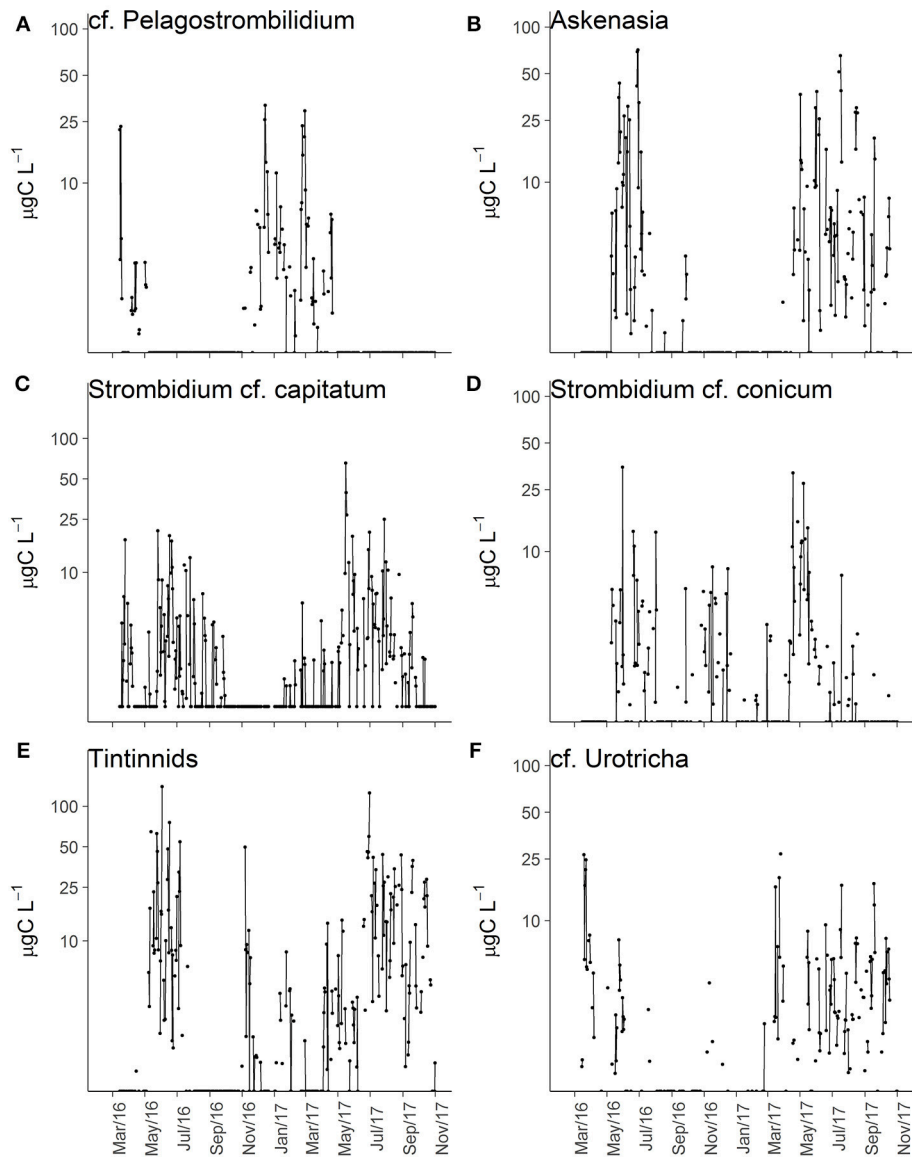 A cf. Pelagostrombilidium
B Askenasia
100
50
25
10
µgC L−1
100
50
25
10
µgC L−1
C Strombidium cf. capitatum
D Strombidium cf. conicum
100
50
25
10
µgC L−1
100
50
25
10
µgC L−1
E Tintinnids
F cf. Urotricha
100
50
25
10
µgC L−1
100
50
25
10
µgC L−1
Mar/16 May/16 Jul/16 Sep/16 Nov/16 Jan/17 Mar/17 May/17 Jul/17 Sep/17 Nov/17
Mar/16 May/16 Jul/16 Sep/16 Nov/16 Jan/17 Mar/17 May/17 Jul/17 Sep/17 Nov/17